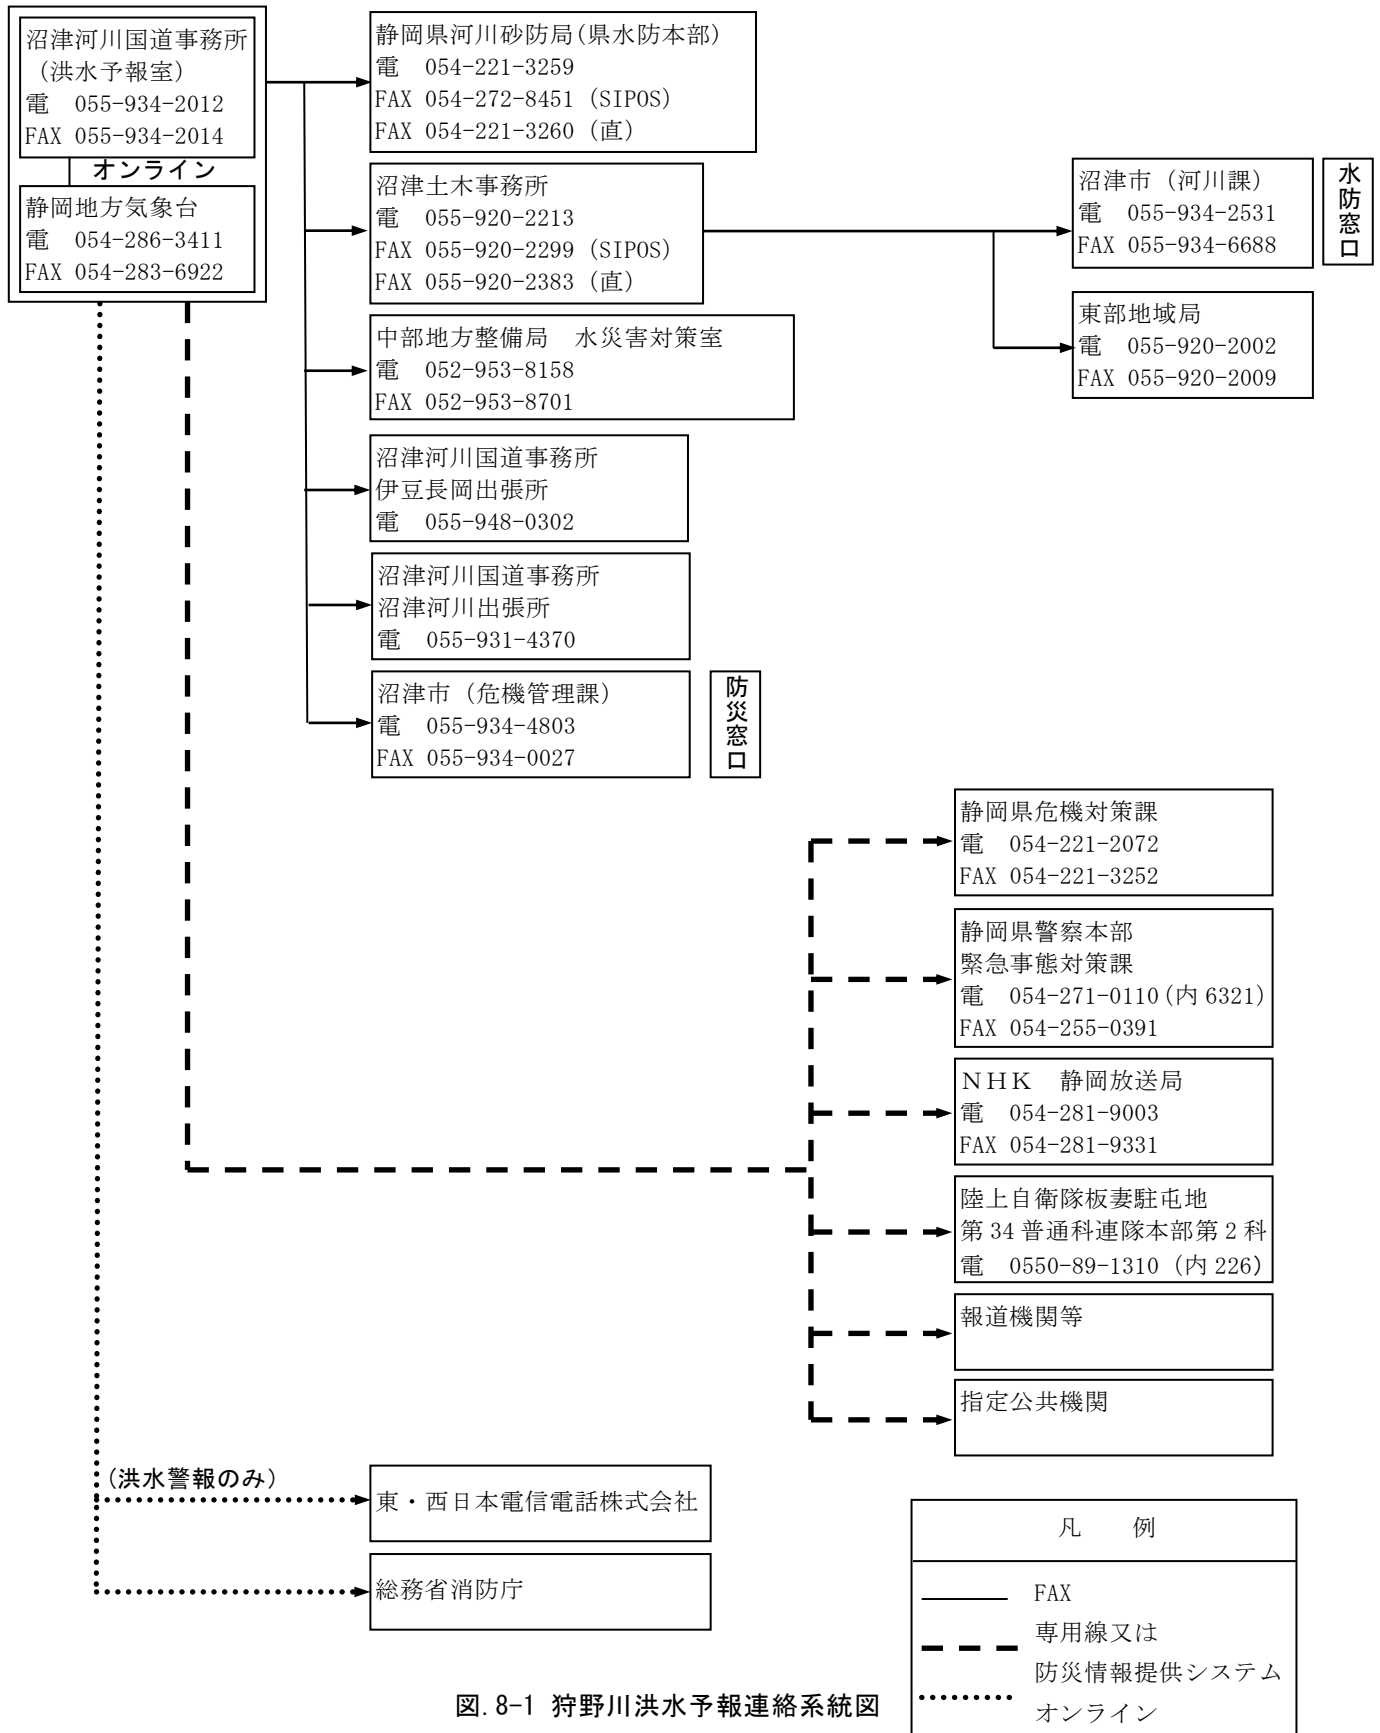 沼津河川国道事務所
（洪水予報室）
電　055-934-2012
FAX 055-934-2014
オンライン
静岡地方気象台
電　054-286-3411
FAX 054-283-6922
静岡県河川砂防局(県水防本部)
電　054-221-3259
FAX 054-272-8451（SIPOS）
FAX 054-221-3260（直）
沼津土木事務所
電　055-920-2213
FAX 055-920-2299（SIPOS）
FAX 055-920-2383（直）
沼津市（河川課）
電　055-934-2531
FAX 055-934-6688
水防窓口
東部地域局
電　055-920-2002
FAX 055-920-2009
中部地方整備局　水災害対策室
電　052-953-8158
FAX 052-953-8701
沼津河川国道事務所
伊豆長岡出張所
電　055-948-0302
沼津河川国道事務所
沼津河川出張所
電　055-931-4370
沼津市（危機管理課）
電　055-934-4803
FAX 055-934-0027
防災窓口
静岡県危機対策課
電　054-221-2072
FAX 054-221-3252
静岡県警察本部
緊急事態対策課
電　054-271-0110(内 6321)
FAX 054-255-0391
ＮＨＫ　静岡放送局
電　054-281-9003
FAX 054-281-9331
陸上自衛隊板妻駐屯地
第 34 普通科連隊本部第 2 科
電　0550-89-1310（内 226）
報道機関等
指定公共機関
(洪水警報のみ)
東・西日本電信電話株式会社
総務省消防庁
凡　例
FAX
専用線又は
防災情報提供システム
オンライン
図.8-1 狩野川洪水予報連絡系統図